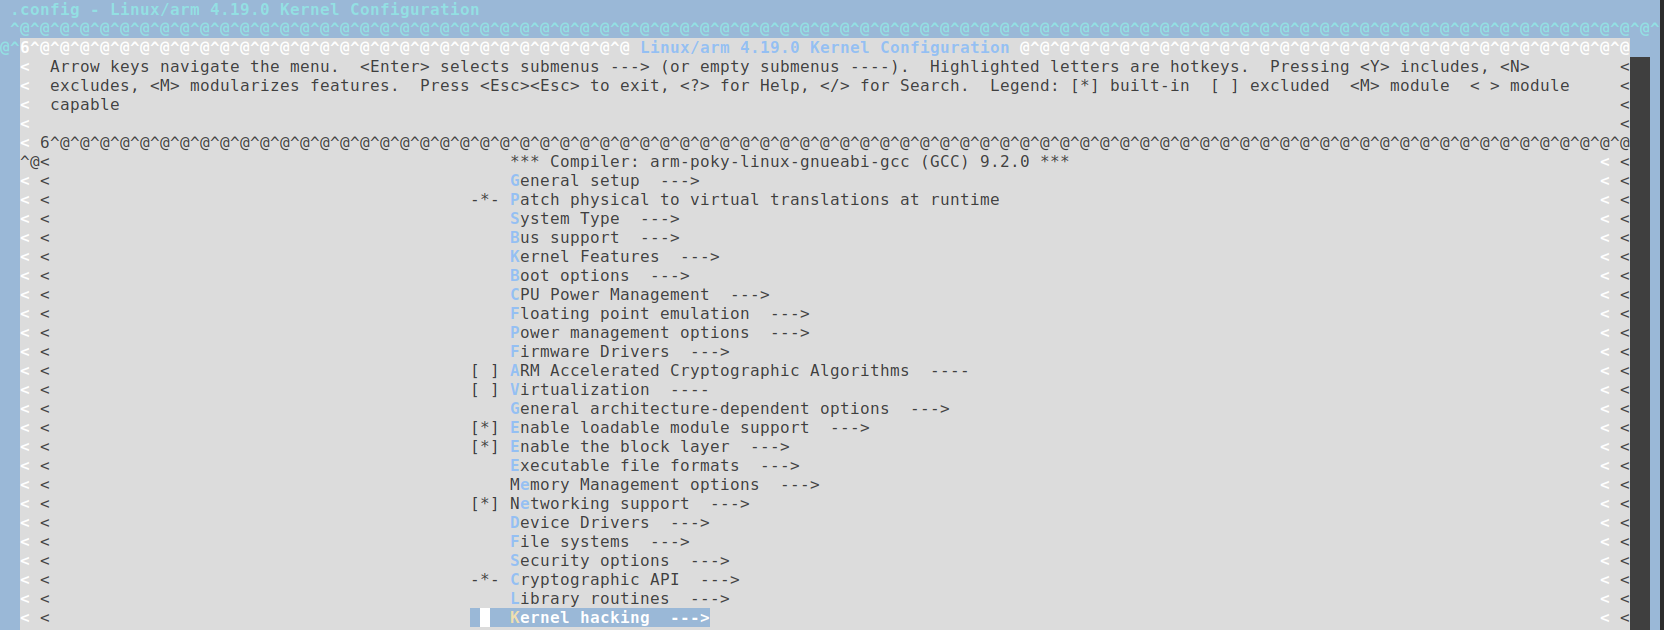 .config - Linux/arm 4.19.0 Kernel Configuration
^@^@^@^@^@^@^@^@^@^@^@^@^@^@^@^@^@^@^@^@^@^@^@^@^@^@^@^@^@^@^@^@^@^@^@^@^@^@^@^@^@^@^@^@^@^@^@^@^@^@^@^@^@^@^@^@^@^@^@^@^@^@^@^@^@^@^@^@^@^@^@^@^@^@^@^@^@^@^@^@^@^@^
@^6^@^@^@^@^@^@^@^@^@^@^@^@^@^@^@^@^@^@^@^@^@^@^@^@^@^@^@^@^@^@ Linux/arm 4.19.0 Kernel Configuration @^@^@^@^@^@^@^@^@^@^@^@^@^@^@^@^@^@^@^@^@^@^@^@^@^@^@^@^@^@^@
< Arrow keys navigate the menu. <Enter> selects submenus ---> (or empty submenus ----). Highlighted letters are hotkeys. Pressing <Y> includes, <N> <
< excludes, <M> modularizes features. Press <Esc><Esc> to exit, <?> for Help, </> for Search. Legend: [*] built-in [ ] excluded <M> module < > module <
< capable <
< <
< 6^@^@^@^@^@^@^@^@^@^@^@^@^@^@^@^@^@^@^@^@^@^@^@^@^@^@^@^@^@^@^@^@^@^@^@^@^@^@^@^@^@^@^@^@^@^@^@^@^@^@^@^@^@^@^@^@^@^@^@^@^@^@^@^@^@^@^@^@^@^@^@^@^@^@^@^@^@^@^@
^@< *** Compiler: arm-poky-linux-gnueabi-gcc (GCC) 9.2.0 *** < <
< < General setup ---> < <
< < -*- Patch physical to virtual translations at runtime < <
< < System Type ---> < <
< < Bus support ---> < <
< < Kernel Features ---> < <
< < Boot options ---> < <
< < CPU Power Management ---> < <
< < Floating point emulation ---> < <
< < Power management options ---> < <
< < Firmware Drivers ---> < <
< < [ ] ARM Accelerated Cryptographic Algorithms ---- < <
< < [ ] Virtualization ---- < <
< < General architecture-dependent options ---> < <
< < [*] Enable loadable module support ---> < <
< < [*] Enable the block layer ---> < <
< < Executable file formats ---> < <
< < Memory Management options ---> < <
< < [*] Networking support ---> < <
< < Device Drivers ---> < <
< < File systems ---> < <
< < Security options ---> < <
< < -*- Cryptographic API ---> < <
< < Library routines ---> < <
< < Kernel hacking ---> < <